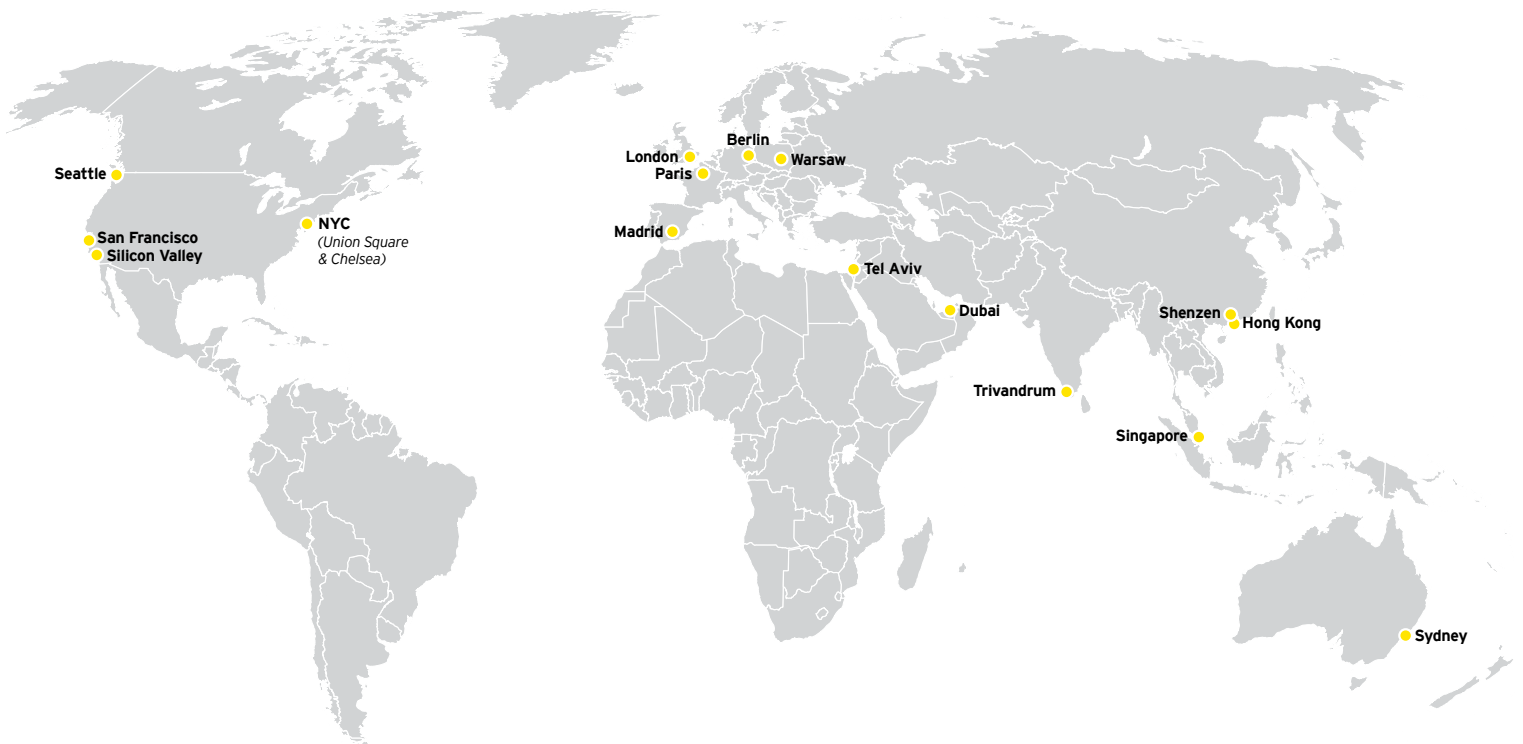 Berlin
London
Warsaw
Paris
Seattle
NYC
(Union Square
& Chelsea)
Madrid
San Francisco
Silicon Valley
Tel Aviv
Dubai
Shenzen
Hong Kong
Trivandrum
Singapore
Sydney